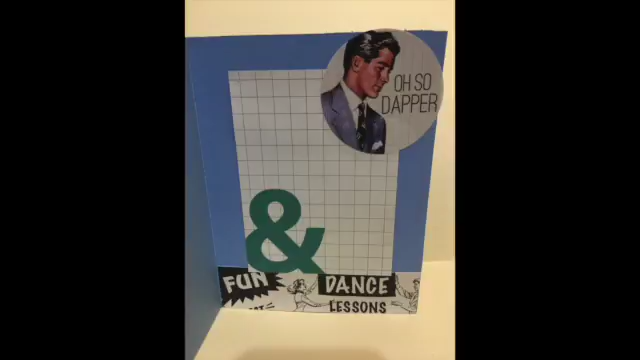 OH SO
DAPPER
&
FUN
DANCE
LESSONS